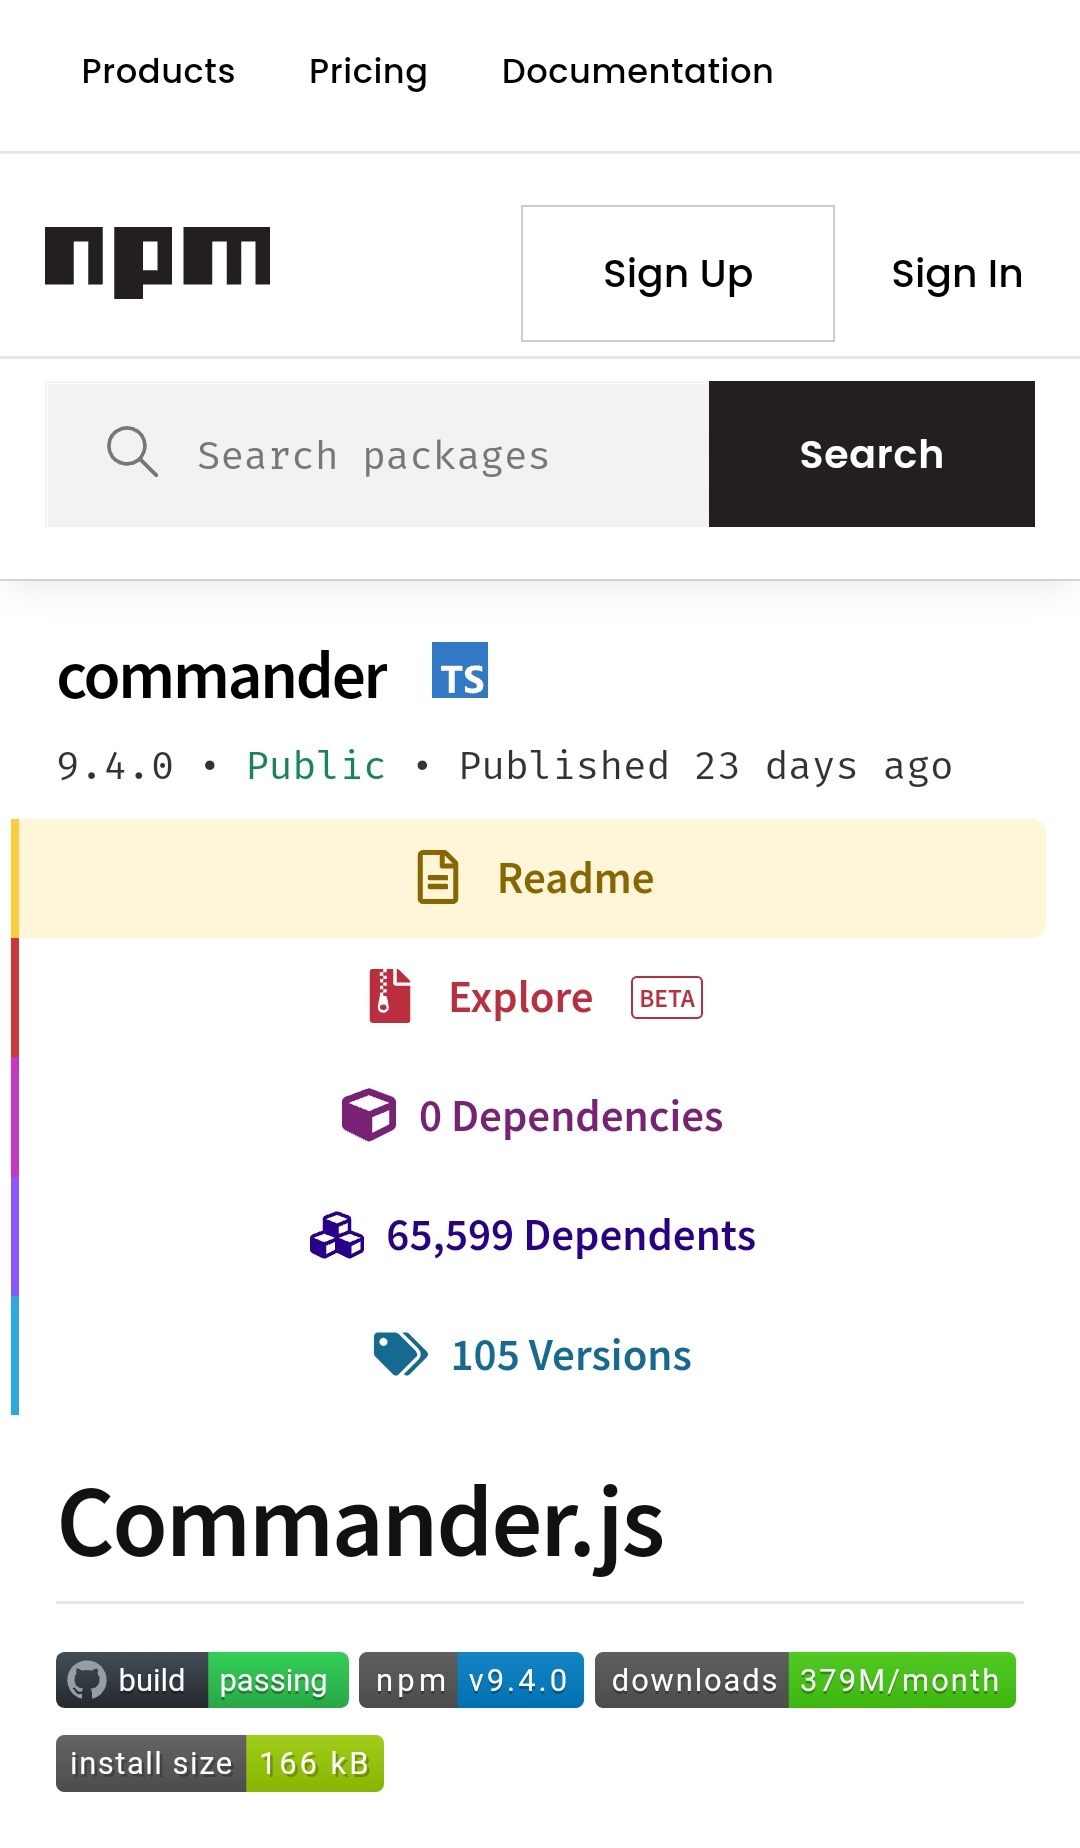 Products Pricing Documentation
npm
Sign Up Sign In
Search packages Search
commander TS
9.4.0 • Public • Published 23 days ago
Readme
Explore BETA
0 Dependencies
65,599 Dependents
105 Versions
Commander.js
build passing npm v9.4.0 downloads 379M/month
install size 166 kB